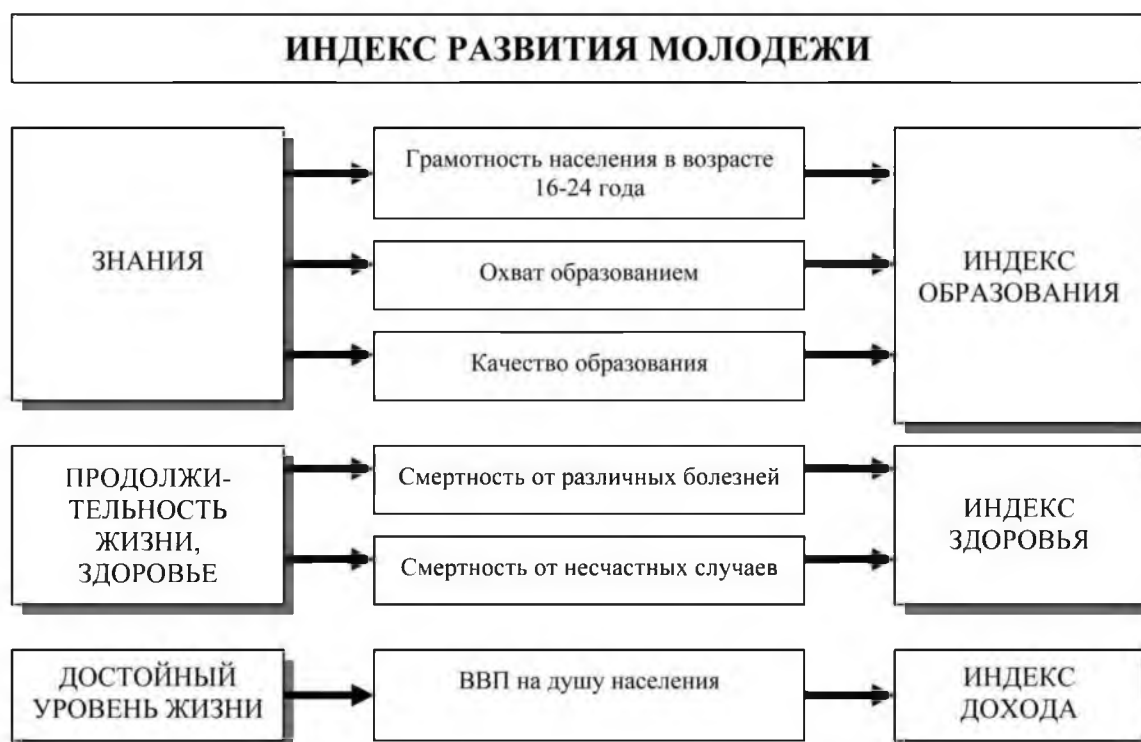 ИНДЕКС РАЗВИТИЯ МОЛОДЕЖИ
ЗНАНИЯ
Грамотность населения в возрасте
16-24 года
Охват образованием
Качество образования
ИНДЕКС
ОБРАЗОВАНИЯ
ПРОДОЛЖИ-
ТЕЛЬНОСТЬ
ЖИЗНИ,
ЗДОРОВЬЕ
Смертность от различных болезней
Смертность от несчастных случаев
ИНДЕКС
ЗДОРОВЬЯ
ДОСТОЙНЫЙ
УРОВЕНЬ ЖИЗНИ
ВВП на душу населения
ИНДЕКС
ДОХОДА